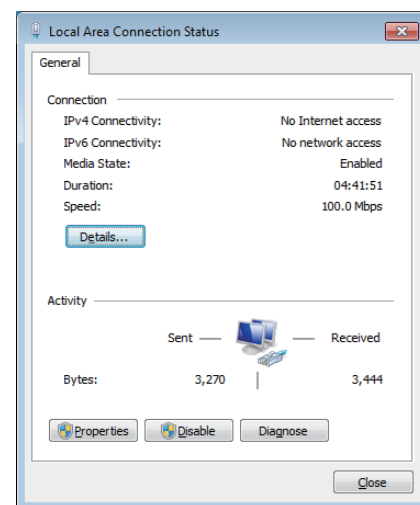 Local Area Connection Status
General
Connection
IPv4 Connectivity: No Internet access
IPv6 Connectivity: No network access
Media State: Enabled
Duration: 04:41:51
Speed: 100.0 Mbps
Details...
Activity
Sent Received
Bytes: 3,270 3,444
Properties Disable Diagnose
Close